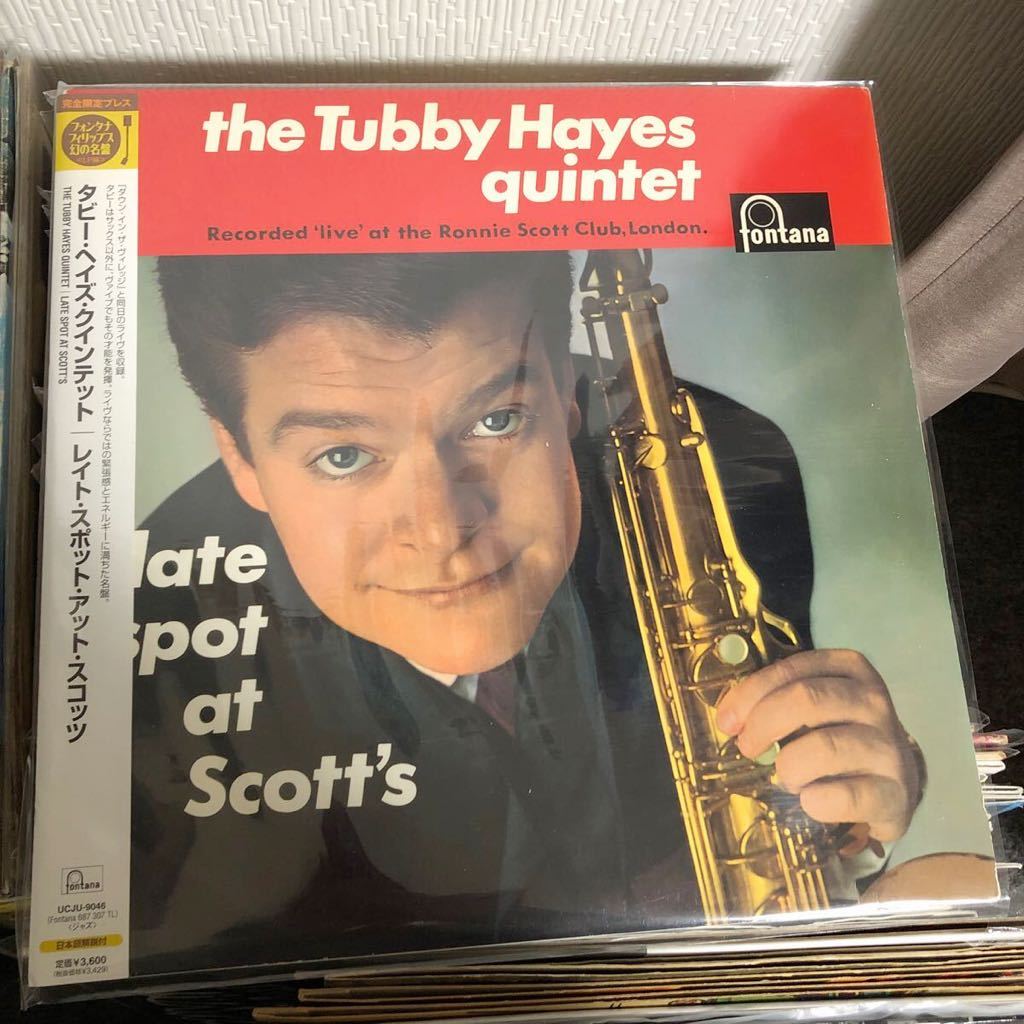 完全限定プレス
フォンタナ
フィリップス
幻の名盤
タビー・ヘイズ・クインテット│レイト・スポット・アット・スコッツ
THE TUBBY HAYES QUINTET│LATE SPOT AT SCOTT'S
「ダウン・イン・ザ・ヴィレッジ」と同日のライヴを収録。
タビーはサックス以外に、ヴァイブでもその才能を発揮。ライヴならではの緊張感とエネルギーに満ちた名盤。
fontana
UCJU-9046
(Fontana 687 307 TL)
〈ジャズ〉
日本語解説付
定価¥3,600
(税抜価格¥3,429)
the Tubby Hayes
quintet
Recorded 'live' at the Ronnie Scott Club, London.
fontana
late
spot
at
Scott's